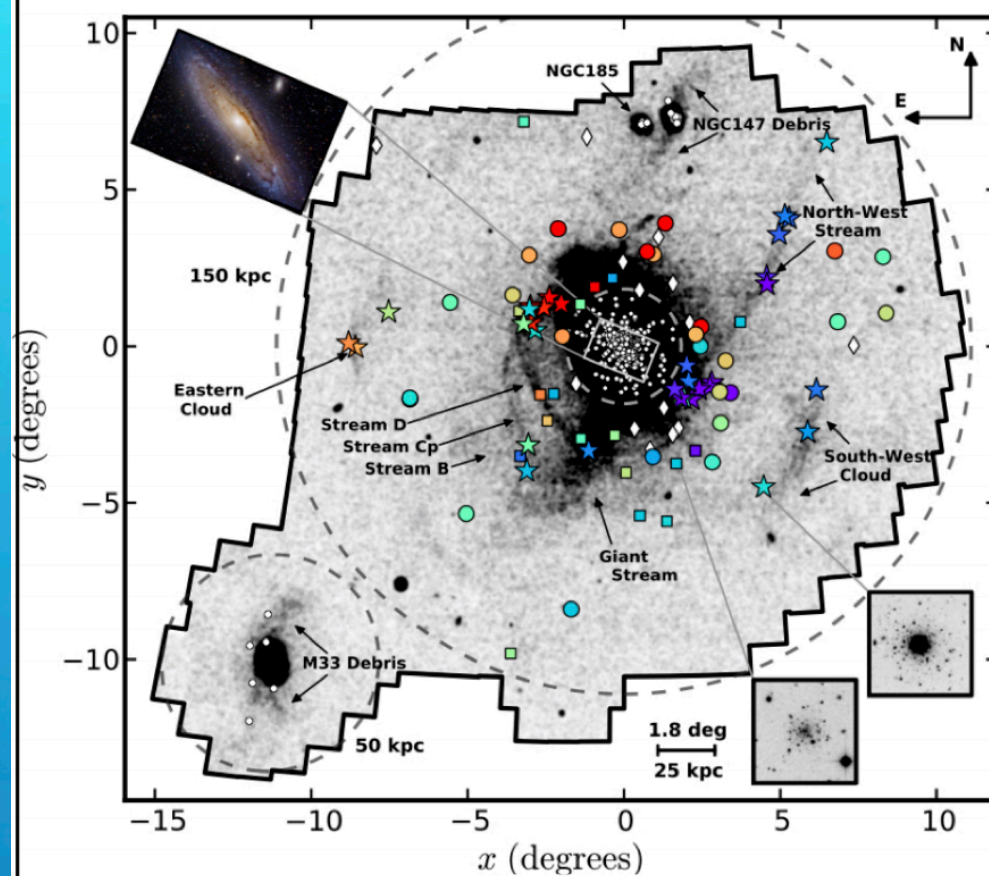 10
5
0
−5
−10
y (degrees)
N
E
NGC185
NGC147 Debris
North-West
Stream
150 kpc
Eastern
Cloud
Stream D
Stream Cp
Stream B
South-West
Cloud
Giant
Stream
M33 Debris
50 kpc
1.8 deg
25 kpc
−15
−10
−5
0
5
10
x (degrees)